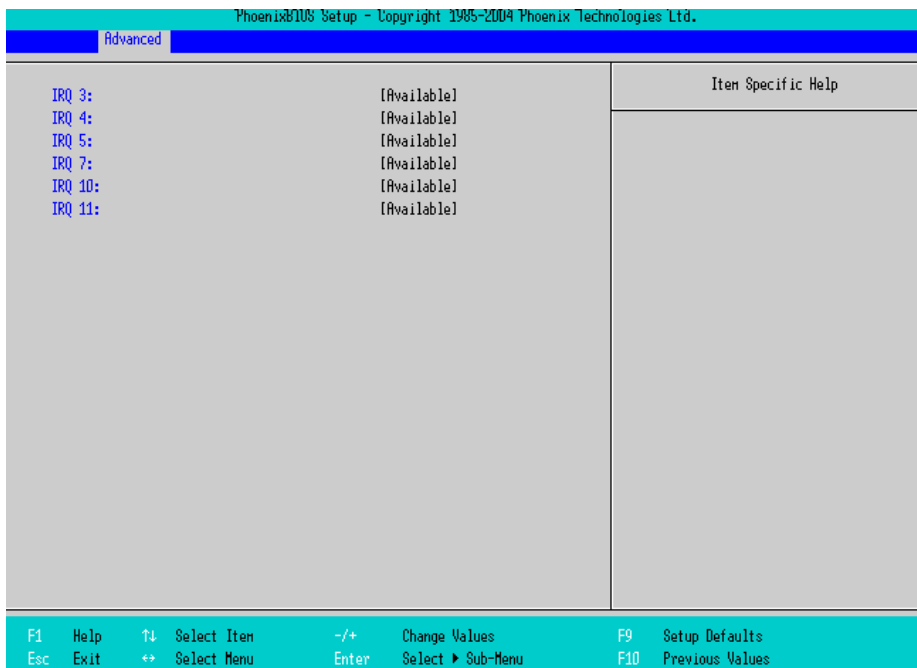 PhoenixBIOS Setup - Copyright 1985-2004 Phoenix Technologies Ltd.
Advanced
Item Specific Help
IRQ 3: [Available]
IRQ 4: [Available]
IRQ 5: [Available]
IRQ 7: [Available]
IRQ 10: [Available]
IRQ 11: [Available]
F1 Help ↑↓ Select Item -/+ Change Values F9 Setup Defaults
Esc Exit ↔ Select Menu Enter Select ▶ Sub-Menu F10 Previous Values